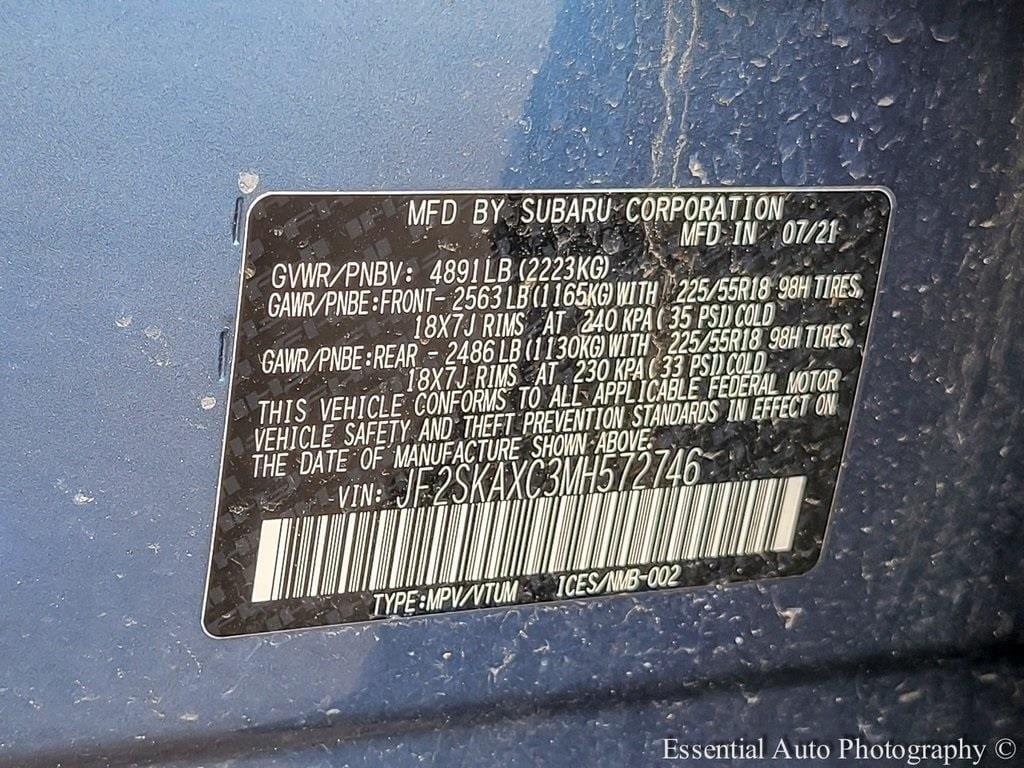 MFD BY SUBARU CORPORATION
MFD IN 07/21
GVWR/PNBV: 4891LB (2223KG)
GAWR/PNBE:FRONT- 2563 LB(1165KG) WITH 225/55R18 98H TIRES,
18X7J RIMS AT 240 KPA( 35 PSI) COLD
GAWR/PNBE:REAR - 2486 LB(1130KG) WITH 225/55R18 98H TIRES,
18X7J RIMS AT 230 KPA( 33 PSI) COLD
THIS VEHICLE CONFORMS TO ALL APPLICABLE FEDERAL MOTOR
VEHICLE SAFETY AND THEFT PREVENTION STANDARDS IN EFFECT ON
THE DATE OF MANUFACTURE SHOWN ABOVE.
VIN: JF2SKAXC3MH572746
TYPE:MPV/VTUM ICES/NMB-002
Essential Auto Photography ©